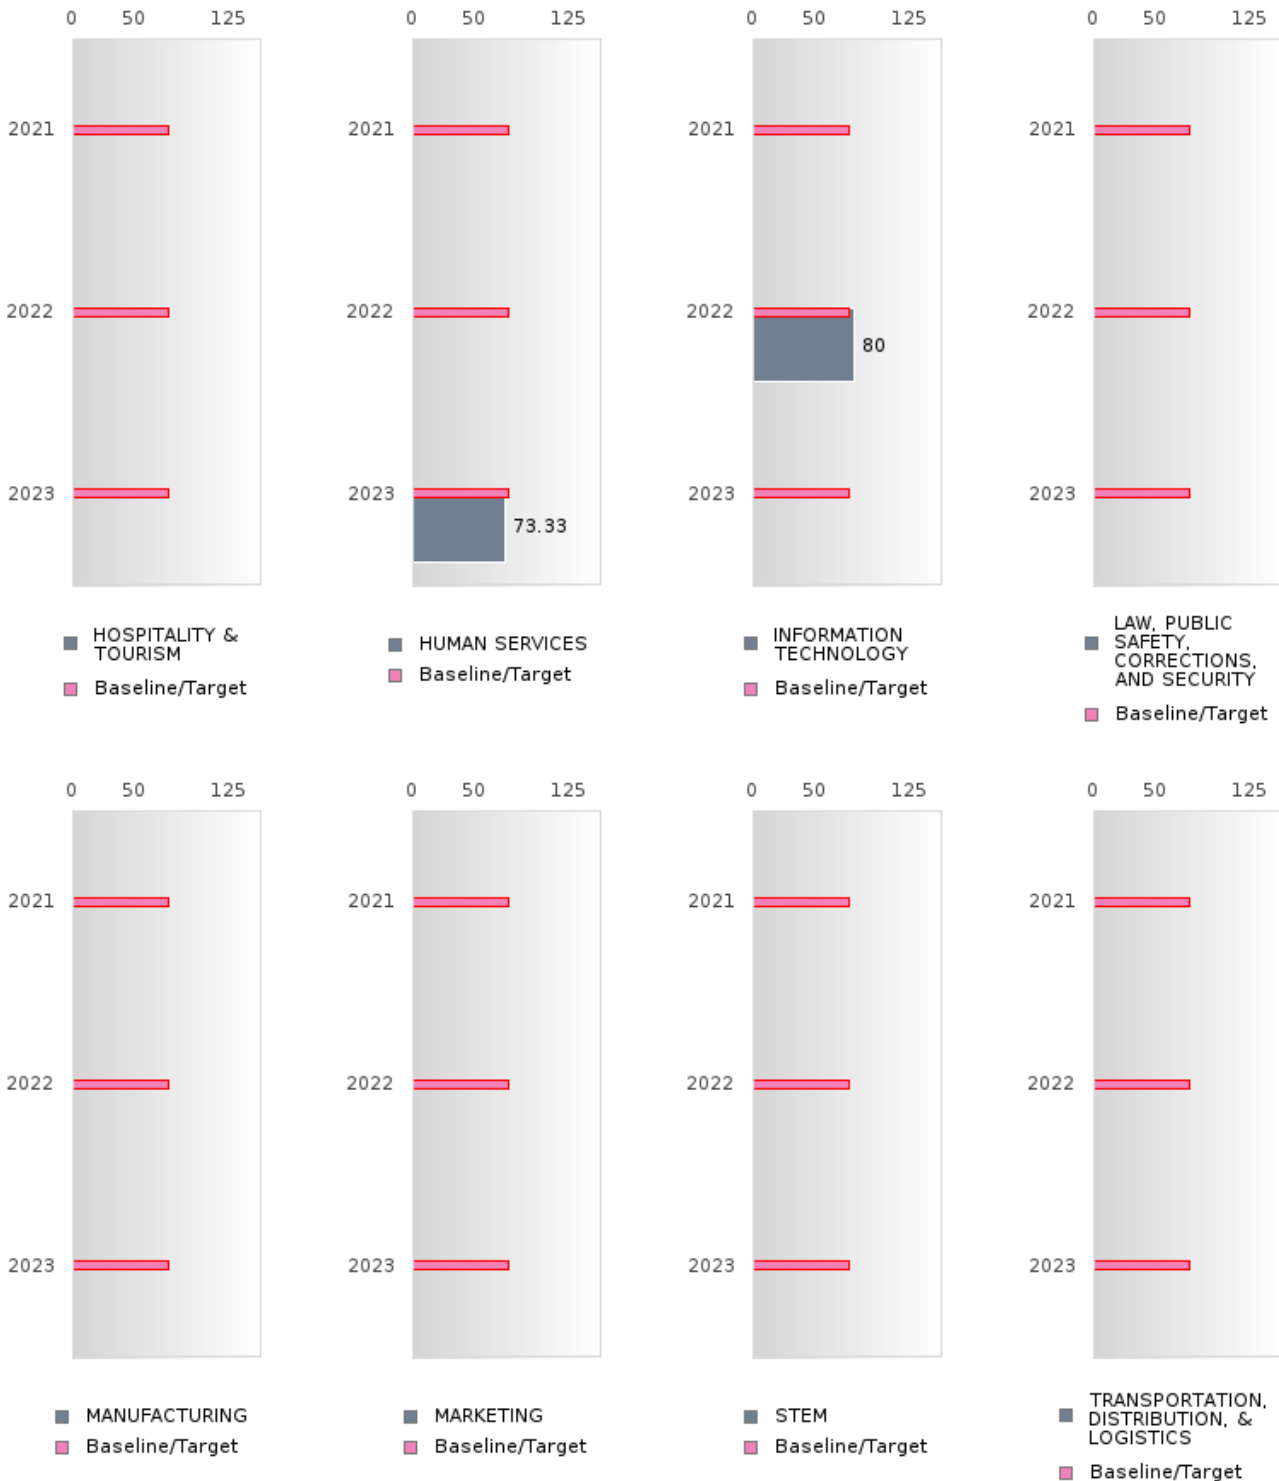 0 50 125 0 50 125 0 50 125 0 50 125
2021 2021 2021 2021
2022 2022 2022 2022
80
2023 2023 2023 2023
73.33
HOSPITALITY &
TOURISM
Baseline/Target
HUMAN SERVICES
Baseline/Target
INFORMATION
TECHNOLOGY
Baseline/Target
LAW, PUBLIC
SAFETY,
CORRECTIONS,
AND SECURITY
Baseline/Target
0 50 125 0 50 125 0 50 125 0 50 125
2021 2021 2021 2021
2022 2022 2022 2022
2023 2023 2023 2023
MANUFACTURING
Baseline/Target
MARKETING
Baseline/Target
STEM
Baseline/Target
TRANSPORTATION,
DISTRIBUTION, &
LOGISTICS
Baseline/Target